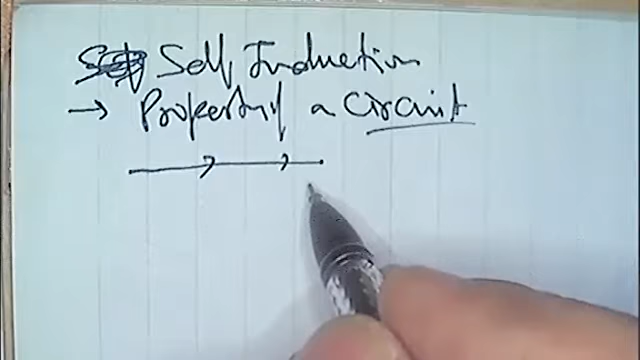 Self Induction
→ Property of a Circuit